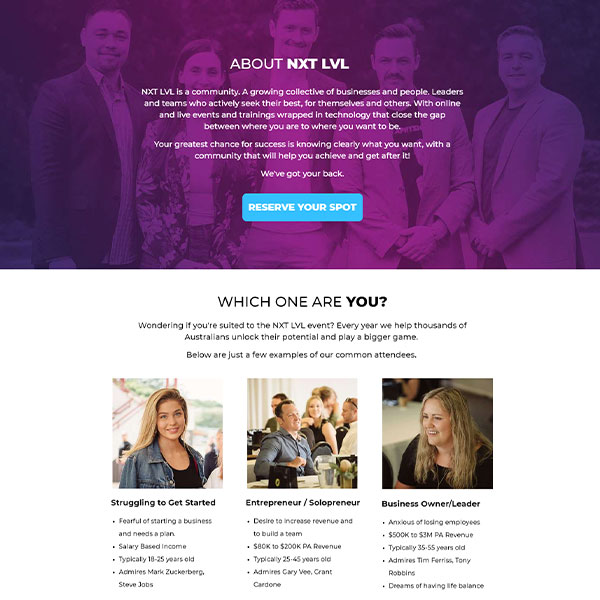 ABOUT NXT LVL
NXT LVL is a community. A growing collective of businesses and people. Leaders
and teams who actively seek their best, for themselves and others. With online
and live events and trainings wrapped in technology that close the gap
between where you are to where you want to be.
Your greatest chance for success is knowing clearly what you want, with a
community that will help you achieve and get after it!
We've got your back.
RESERVE YOUR SPOT
WHICH ONE ARE YOU?
Wondering if you're suited to the NXT LVL event? Every year we help thousands of
Australians unlock their potential and play a bigger game.
Below are just a few examples of our common attendees.
Struggling to Get Started
• Fearful of starting a business
and needs a plan.
• Salary Based Income
• Typically 18-25 years old
• Admires Mark Zuckerberg,
Steve Jobs
Entrepreneur / Solopreneur
• Desire to increase revenue and
to build a team
• $80K to $200K PA Revenue
• Typically 25-45 years old
• Admires Gary Vee, Grant
Cardone
Business Owner/Leader
• Anxious of losing employees
• $500K to $3M PA Revenue
• Typically 35-55 years old
• Admires Tim Ferriss, Tony
Robbins
• Dreams of having life balance